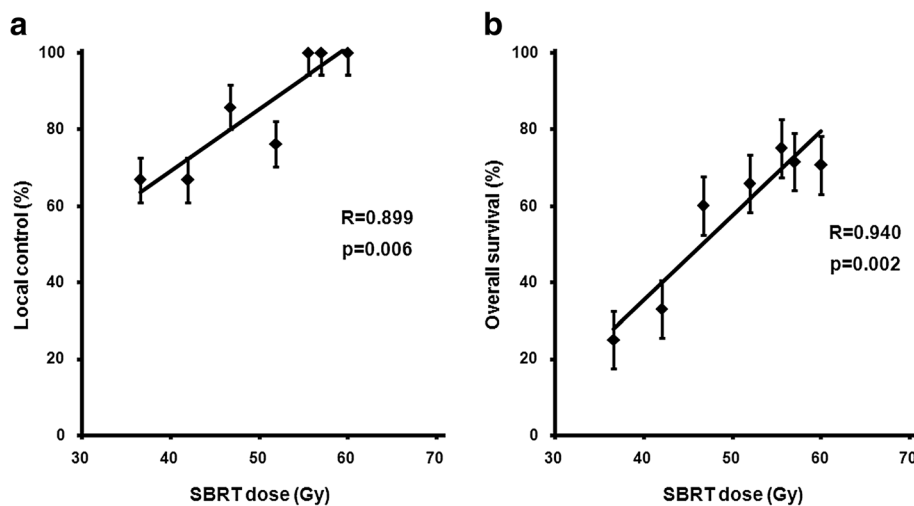 a
Local control (%)
100
80
60
40
20
0
R=0.899
p=0.006
30 40 50 60 70
SBRT dose (Gy)
b
Overall survival (%)
100
80
60
40
20
0
R=0.940
p=0.002
30 40 50 60 70
SBRT dose (Gy)